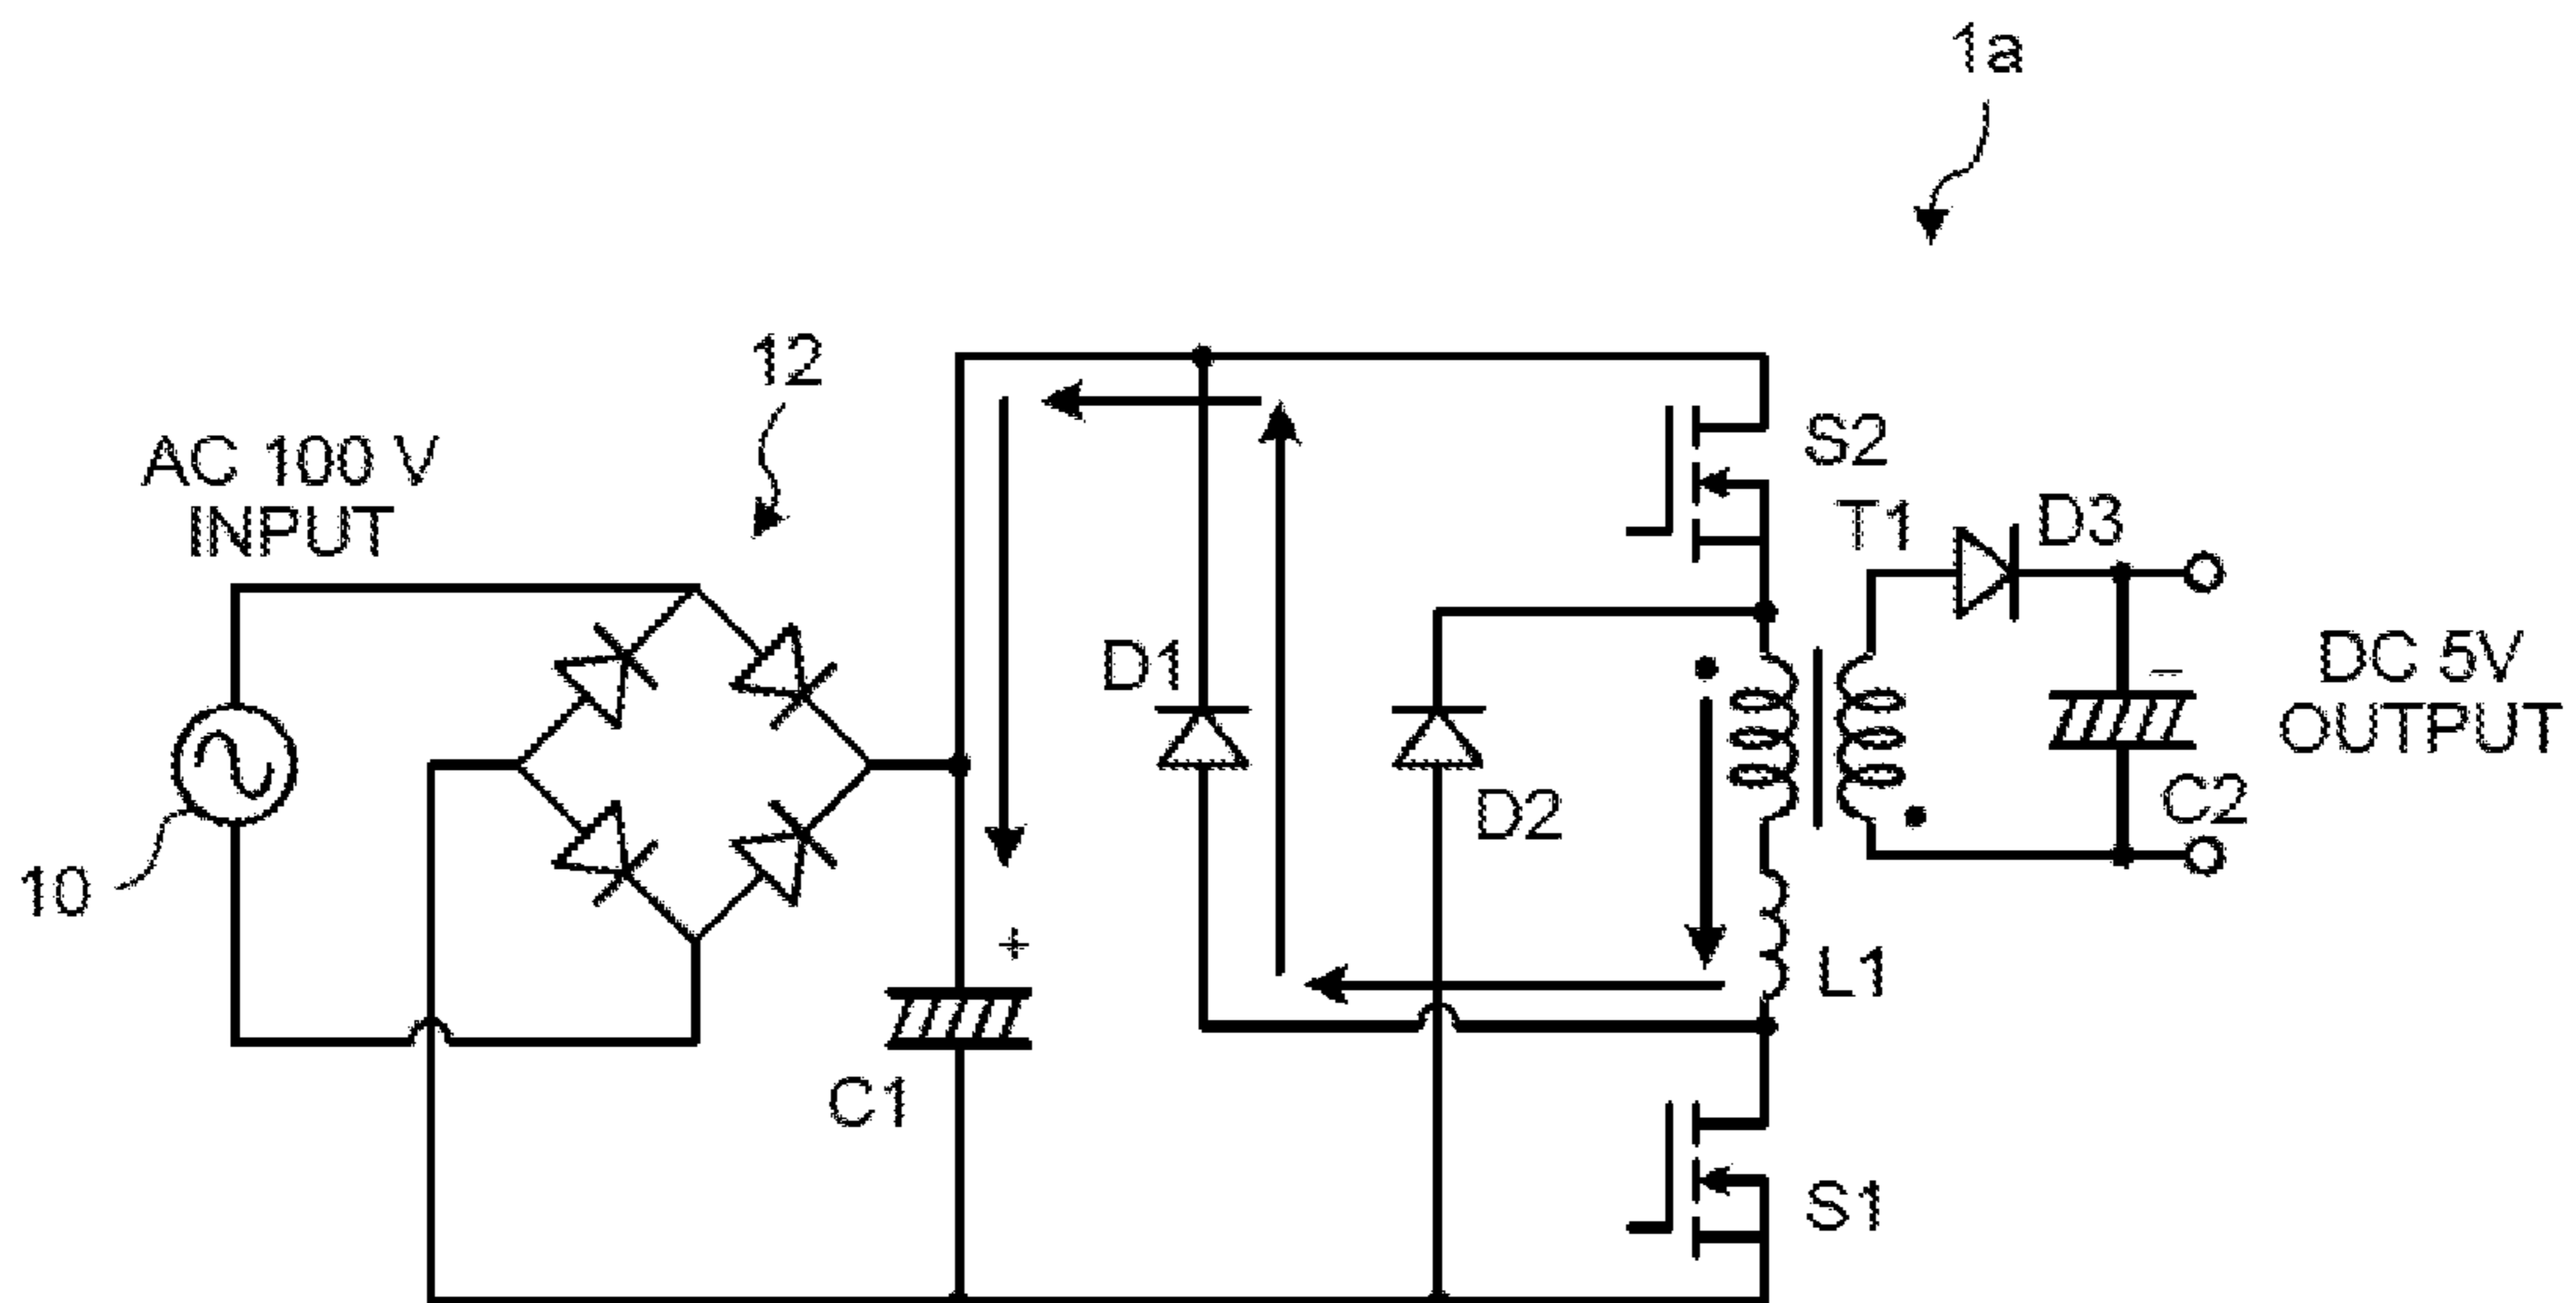 1a
12
AC 100 V
INPUT
S2
T1
D3
D1
D2
DC 5V
OUTPUT
−
C2
10
+
L1
C1
S1